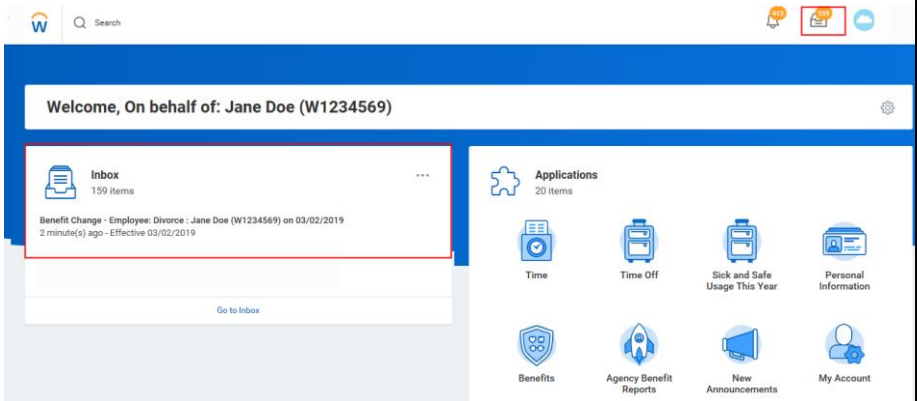 W
Search
413
159
Welcome, On behalf of: Jane Doe (W1234569)
Inbox
159 items
Benefit Change - Employee: Divorce : Jane Doe (W1234569) on 03/02/2019
2 minute(s) ago - Effective 03/02/2019
Go to Inbox
Applications
20 items
Time
Time Off
Sick and Safe
Usage This Year
Personal
Information
Benefits
Agency Benefit
Reports
New
Announcements
My Account